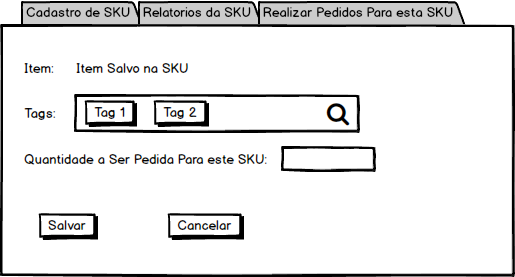 Cadastro de SKU Relatorios da SKU Realizar Pedidos Para esta SKU
Item: Item Salvo na SKU
Tags: Tag 1 Tag 2
Quantidade a Ser Pedida Para este SKU:
Salvar Cancelar